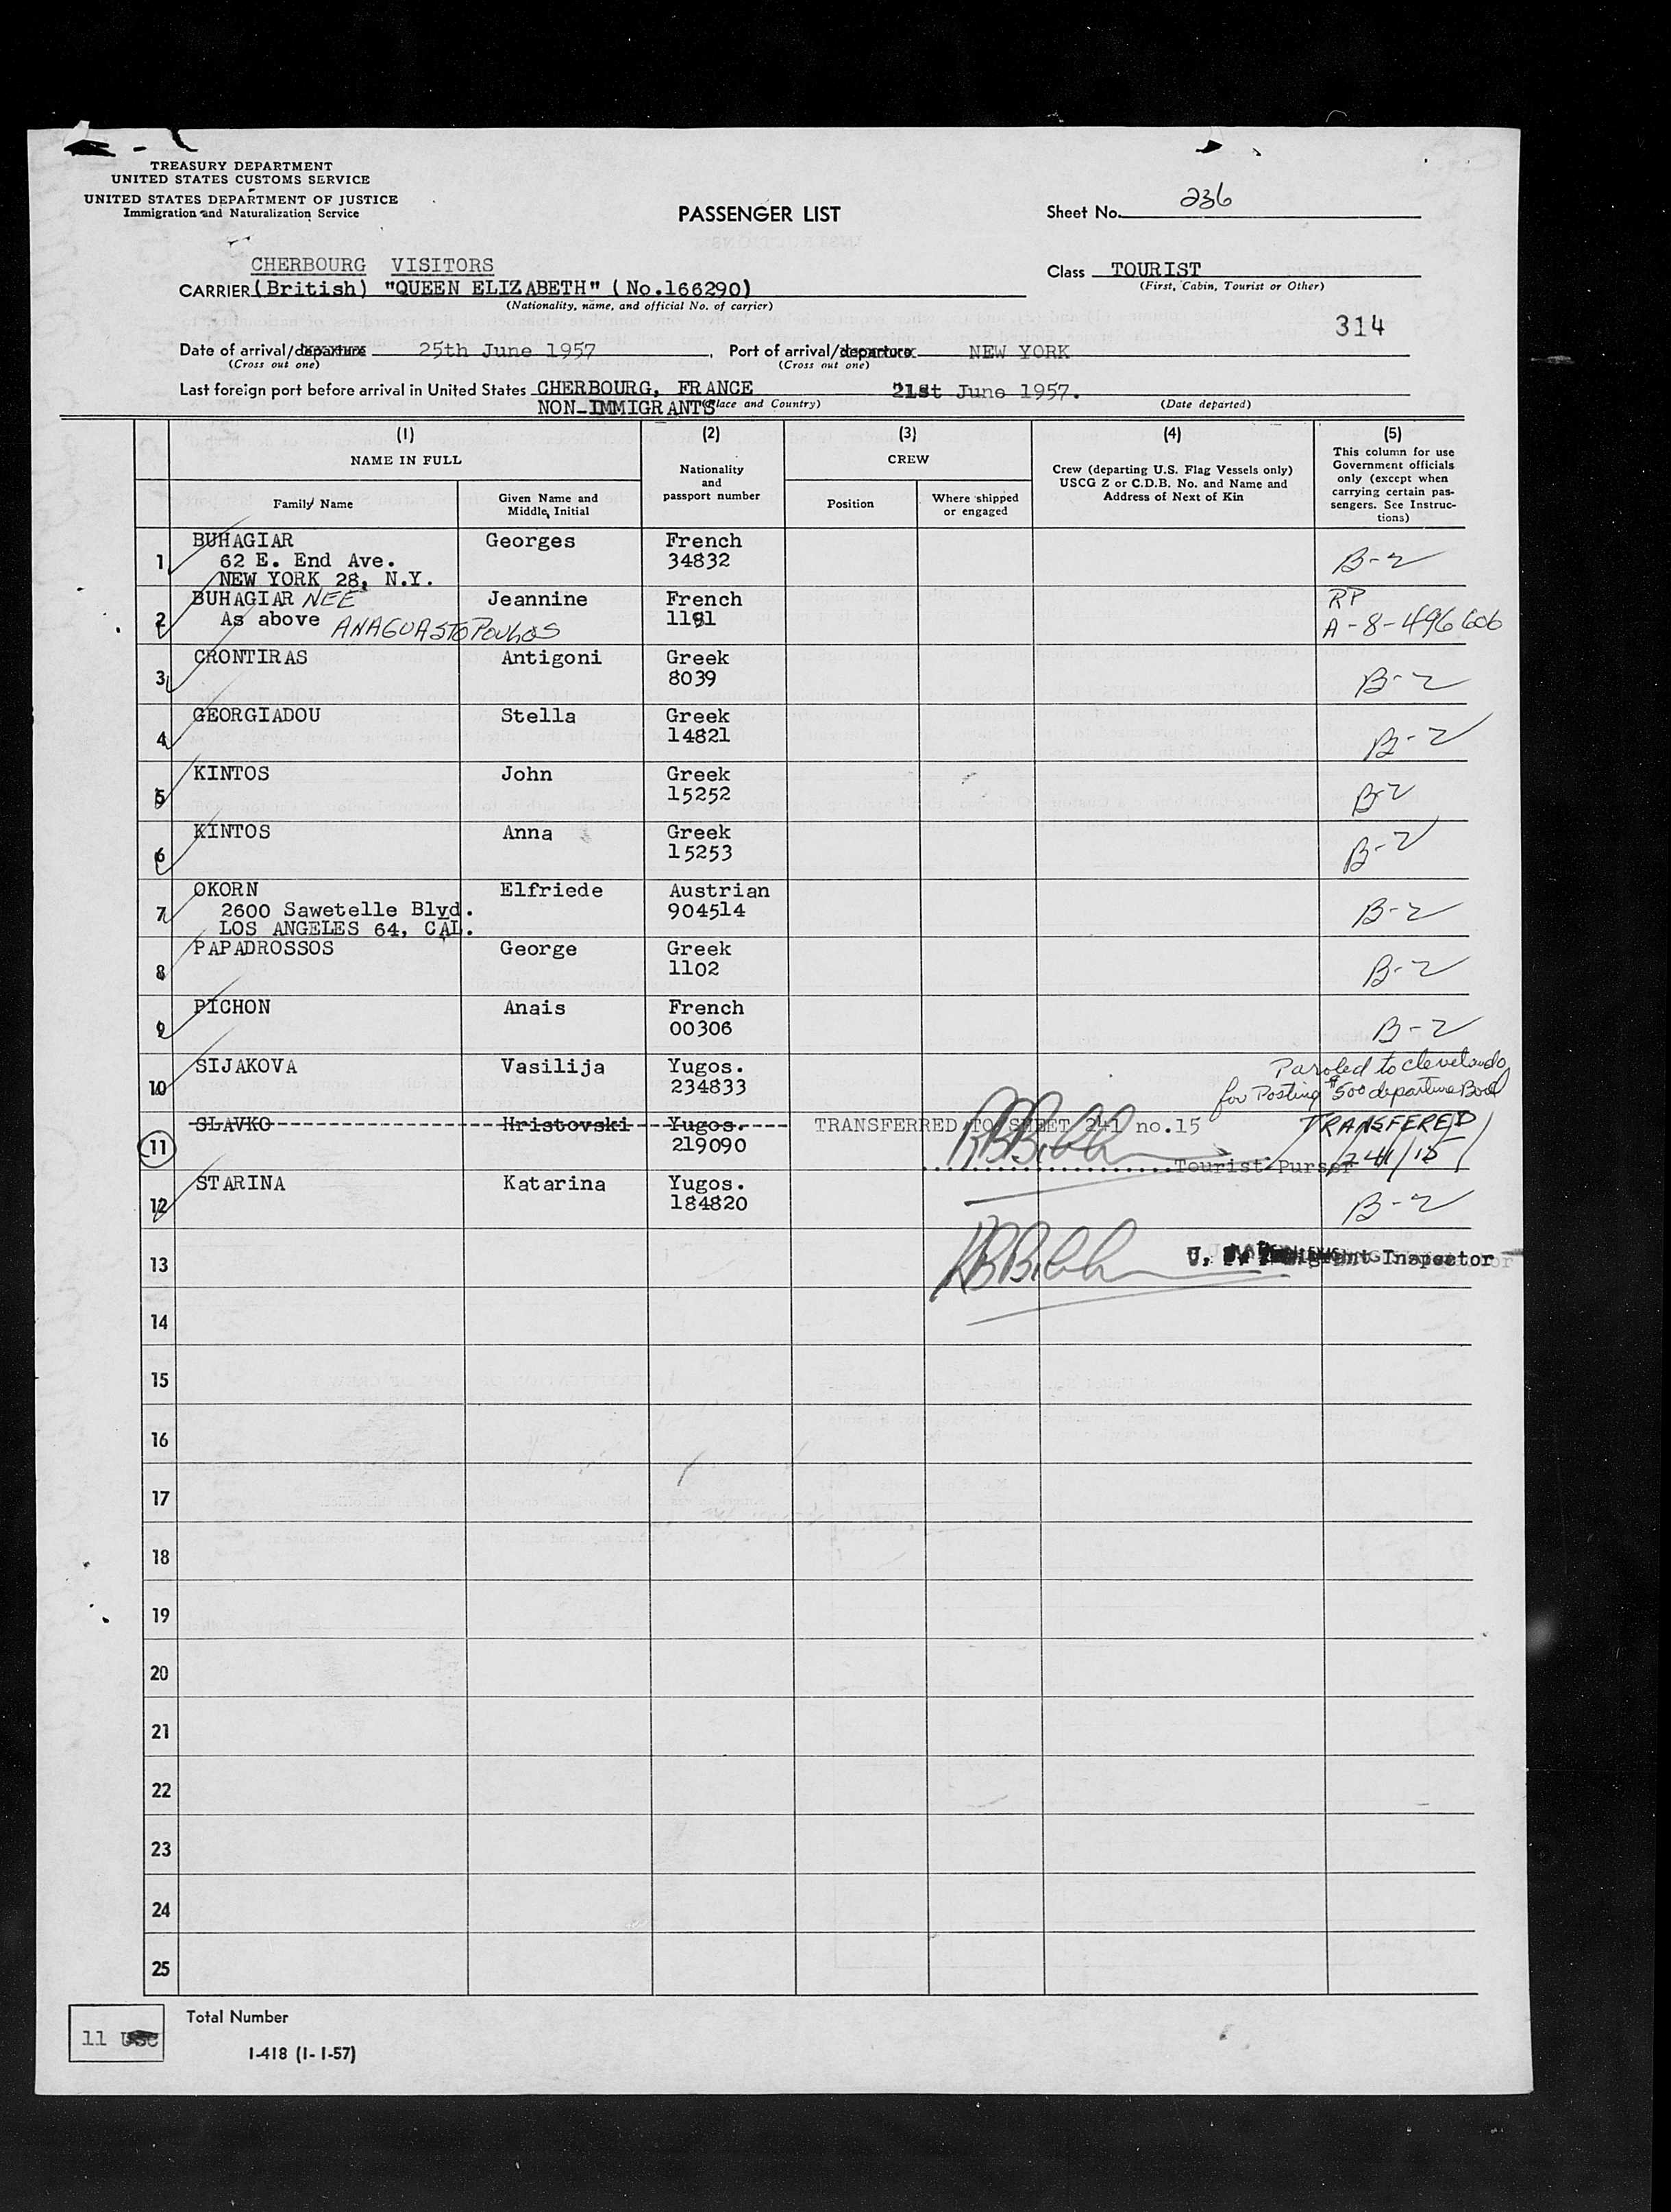 TREASURY DEPARTMENT
UNITED STATES CUSTOMS SERVICE
UNITED STATES DEPARTMENT OF JUSTICE
Immigration and Naturalization Service
PASSENGER LIST
Sheet No. 236
CHERBOURG VISITORS
Class TOURIST
(First, Cabin, Tourist or Other)
CARRIER (British) "QUEEN ELIZABETH" (No.166290)
(Nationality, name, and official No. of carrier)
314
Date of arrival/departure 25th June 1957, Port of arrival/departure NEW YORK
(Cross out one) (Cross out one)
Last foreign port before arrival in United States CHERBOURG, FRANCE 21st June 1957.
NON-IMMIGRANTS (Place and Country) (Date departed)
(1) (2) (3) (4) (5)
NAME IN FULL
Family Name
Given Name and Middle Initial
Nationality and passport number
CREW
Position
Where shipped or engaged
Crew (departing U.S. Flag Vessels only)
USCG Z or C.D.B. No. and Name and
Address of Next of Kin
This column for use
Government officials
only (except when
carrying certain pas-
sengers. See Instruc-
tions)
1 BUHAGIAR Georges French
62 E. End Ave. 34832 B-2
NEW YORK 28, N.Y.
2 BUHAGIAR NEE Jeannine French RP
As above ANAGUASTOPOULOS 1181 A-8-496606
3 CRONTIRAS Antigoni Greek
8039 B-2
4 GEORGIADOU Stella Greek
14821 B-2
5 KINTOS John Greek
15252 B-2
6 KINTOS Anna Greek
15253 B-2
7 OKORN Elfriede Austrian
2600 Sawetelle Blvd. 904514 B-2
LOS ANGELES 64, CAL.
8 PAPADROSSOS George Greek
1102 B-2
9 PICHON Anais French
00306 B-2
10 SIJAKOVA Vasilija Yugos. Paroled to Cleveland
234833 for Posting $500 departure Bond
11 SLAVKO Hristovski Yugos. TRANSFERRED TO SHEET 241 no.15 TRANSFERED
219090 Tourist Purser 241/15
12 STARINA Katarina Yugos.
184820 B-2
13 U. S. Immigrant Inspector
14
15
16
17
18
19
20
21
22
23
24
25
11 Total Number
I-418 (1-1-57)